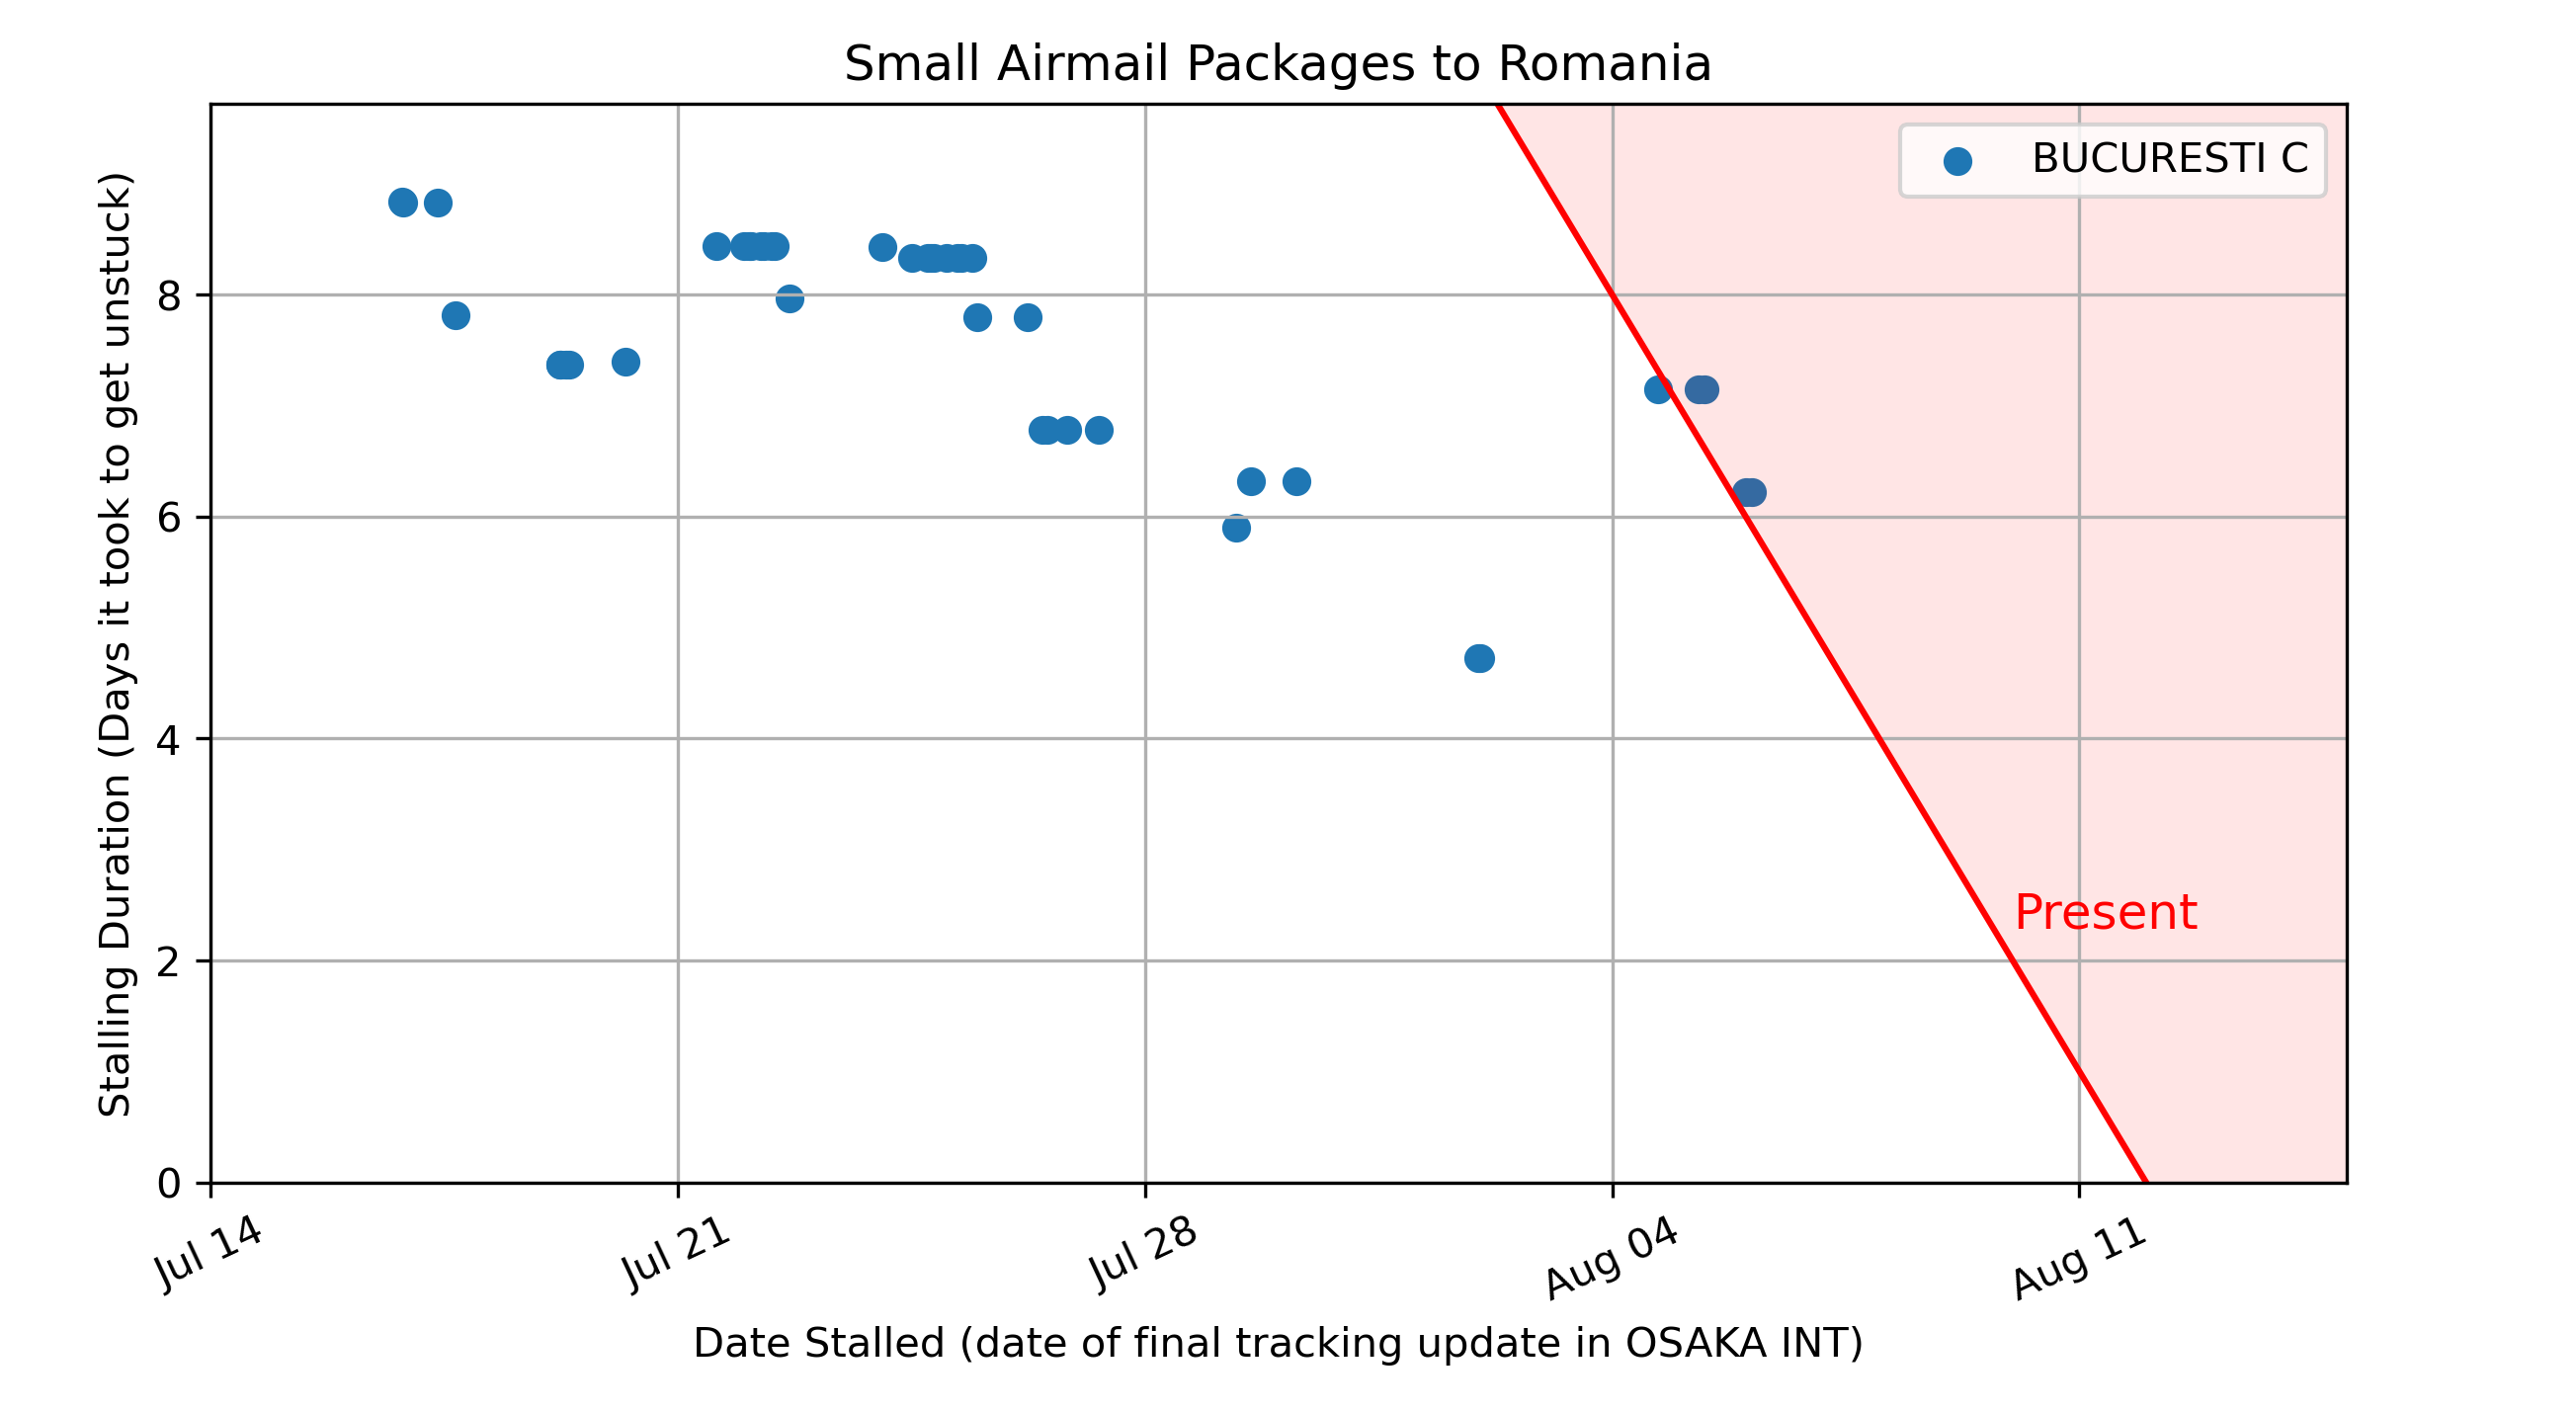 Small Airmail Packages to Romania
BUCURESTI C
Stalling Duration (Days it took to get unstuck)
8
6
4
2
0
Present
Jul 14
Jul 21
Jul 28
Aug 04
Aug 11
Date Stalled (date of final tracking update in OSAKA INT)